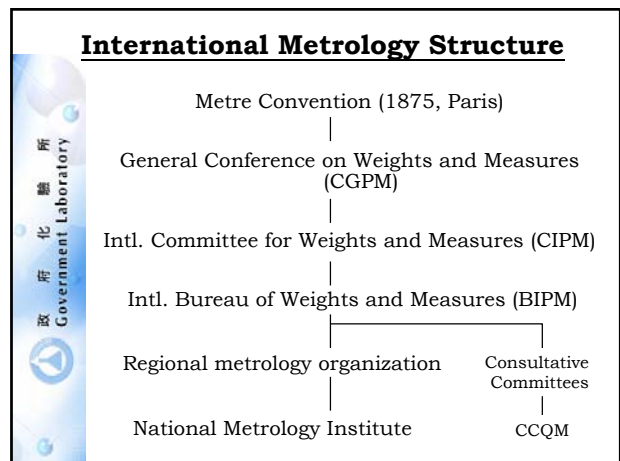 International Metrology Structure
Metre Convention (1875, Paris)
General Conference on Weights and Measures
(CGPM)
Intl. Committee for Weights and Measures (CIPM)
Intl. Bureau of Weights and Measures (BIPM)
Regional metrology organization
Consultative
Committees
National Metrology Institute
CCQM
政府化驗所
Government Laboratory